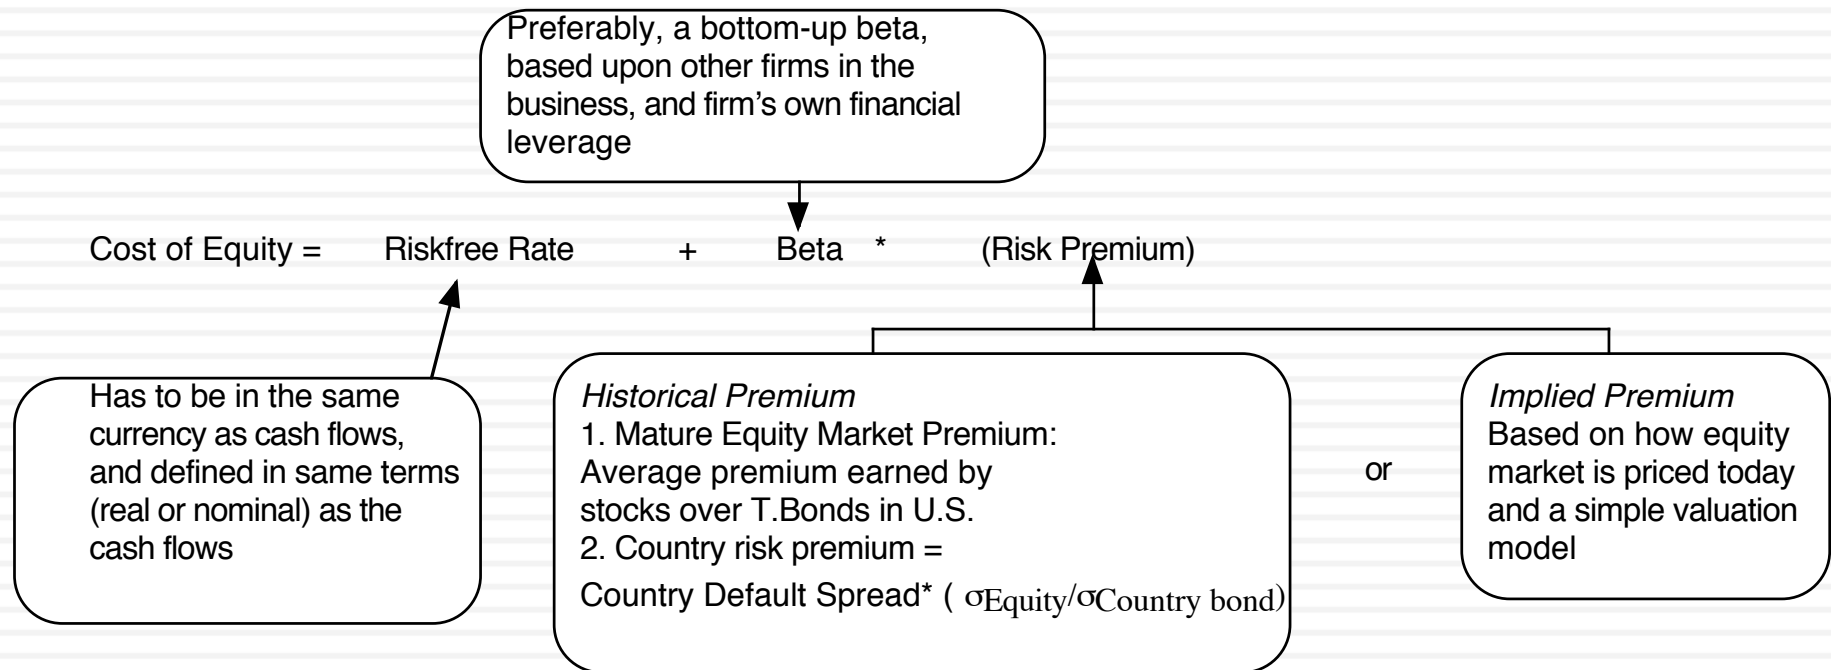 Preferably, a bottom-up beta,
based upon other firms in the
business, and firm's own financial
leverage
Cost of Equity = Riskfree Rate + Beta * (Risk Premium)
Has to be in the same
currency as cash flows,
and defined in same terms
(real or nominal) as the
cash flows
Historical Premium
1. Mature Equity Market Premium:
Average premium earned by
stocks over T.Bonds in U.S.
2. Country risk premium =
Country Default Spread* ( σEquity/σCountry bond)
or
Implied Premium
Based on how equity
market is priced today
and a simple valuation
model